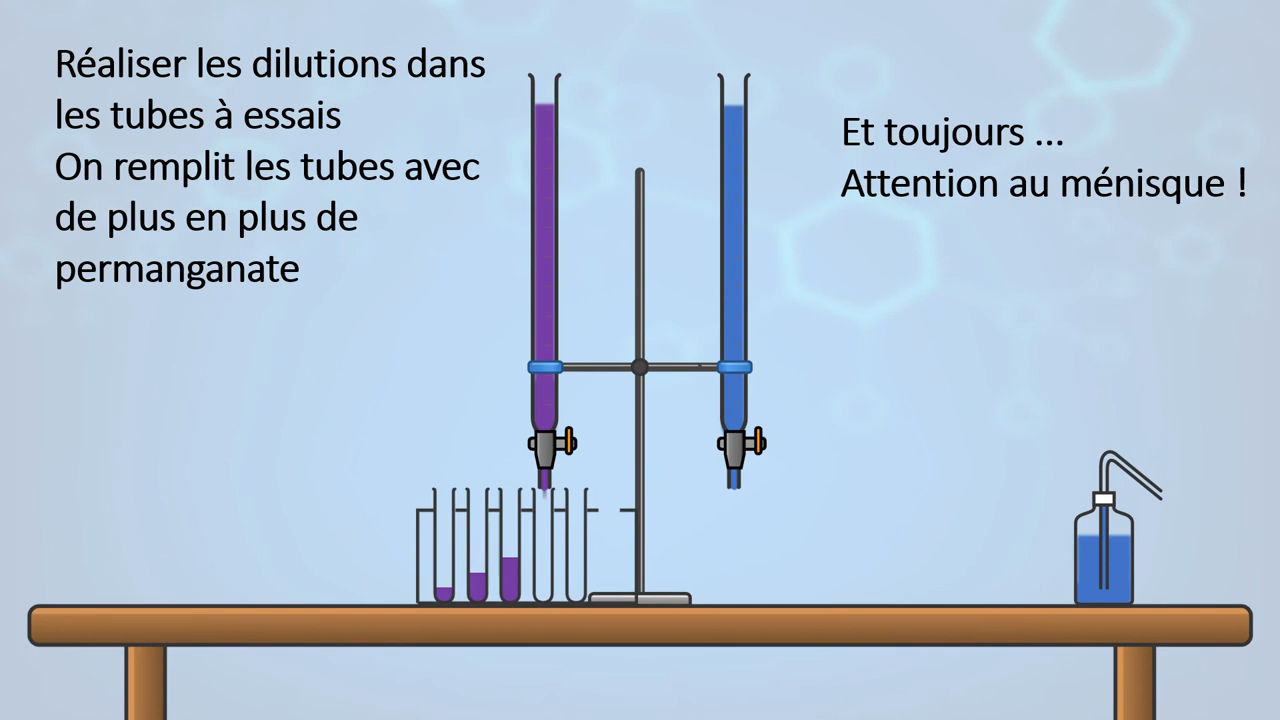 Réaliser les dilutions dans
les tubes à essais
On remplit les tubes avec
de plus en plus de
permanganate
Et toujours ...
Attention au ménisque !